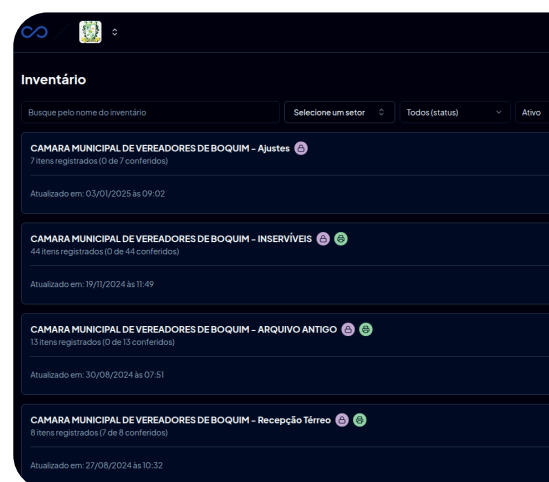 Inventário
Busque pelo nome do inventário
Selecione um setor
Todos (status)
Ativo
CAMARA MUNICIPAL DE VEREADORES DE BOQUIM - Ajustes
7 itens registrados (0 de 7 conferidos)
Atualizado em: 03/01/2025 às 09:02
CAMARA MUNICIPAL DE VEREADORES DE BOQUIM - INSERVÍVEIS
44 itens registrados (0 de 44 conferidos)
Atualizado em: 19/11/2024 às 11:49
CAMARA MUNICIPAL DE VEREADORES DE BOQUIM - ARQUIVO ANTIGO
13 itens registrados (0 de 13 conferidos)
Atualizado em: 30/08/2024 às 07:51
CAMARA MUNICIPAL DE VEREADORES DE BOQUIM - Recepção Térreo
8 itens registrados (7 de 8 conferidos)
Atualizado em: 27/08/2024 às 10:32